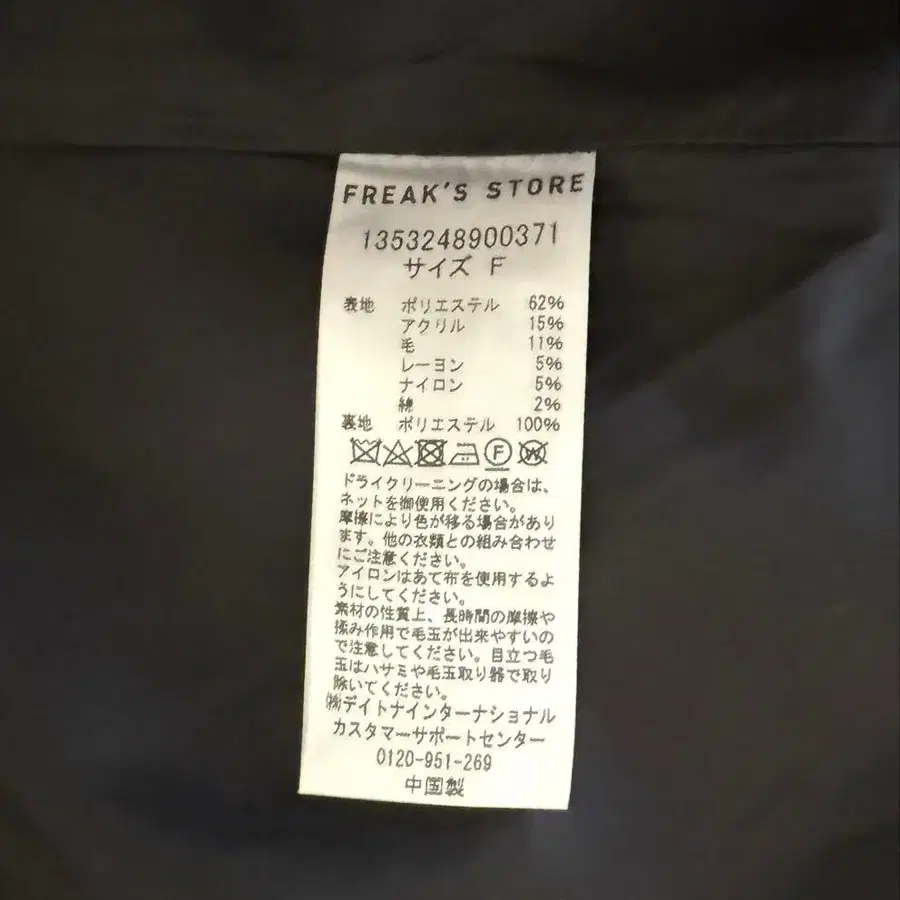 FREAK'S STORE
1353248900371
サイズ F
表地 ポリエステル 62%
アクリル 15%
毛 11%
レーヨン 5%
ナイロン 5%
綿 2%
裏地 ポリエステル 100%
F W
ドライクリーニングの場合は、
ネットを御使用ください。
摩擦により色が移る場合があり
ます。他の衣類との組み合わせ
にご注意ください。
アイロンはあて布を使用するよ
うにしてください。
素材の性質上、長時間の摩擦や
揉み作用で毛玉が出来やすいの
で注意してください。目立つ毛
玉はハサミや毛玉取り器で取り
除いてください。
㈱デイトナインターナショナル
カスタマーサポートセンター
0120-951-269
中国製